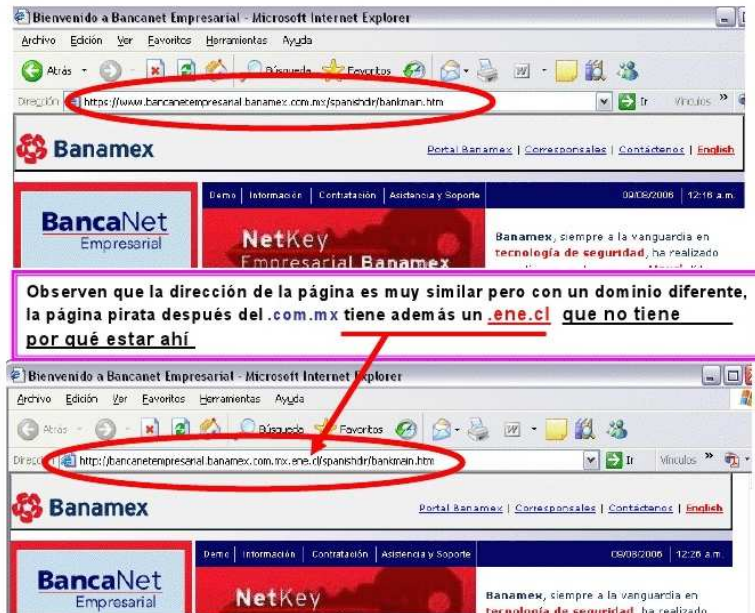 Bienvenido a Bancanet Empresarial - Microsoft Internet Explorer
Archivo Edición Ver Favoritos Herramientas Ayuda
Atrás Búsqueda Favoritos
Dirección https://www.bancanetempresarial.banamex.com.mx/spanishdir/bankmain.htm Ir Vínculos »
Banamex Portal Banamex | Corresponsales | Contáctenos | English
Demo | Información | Contratación | Asistencia y Soporte 09/08/2006 | 12:16 a.m.
BancaNet
Empresarial
NetKey
Empresarial Banamex
Banamex, siempre a la vanguardia en
tecnología de seguridad, ha realizado
Observen que la dirección de la página es muy similar pero con un dominio diferente,
la página pirata después del .com.mx tiene además un .ene.cl que no tiene
por qué estar ahí
Bienvenido a Bancanet Empresarial - Microsoft Internet Explorer
Archivo Edición Ver Favoritos Herramientas Ayuda
Atrás Búsqueda Favoritos
Dirección http://bancanetempresarial.banamex.com.mx.ene.cl/spanishdir/bankmain.htm Ir Vínculos »
Banamex Portal Banamex | Corresponsales | Contáctenos | English
Demo | Información | Contratación | Asistencia y Soporte 09/08/2006 | 12:26 a.m.
BancaNet
Empresarial
NetKey
Banamex, siempre a la vanguardia en
tecnología de seguridad, ha realizado